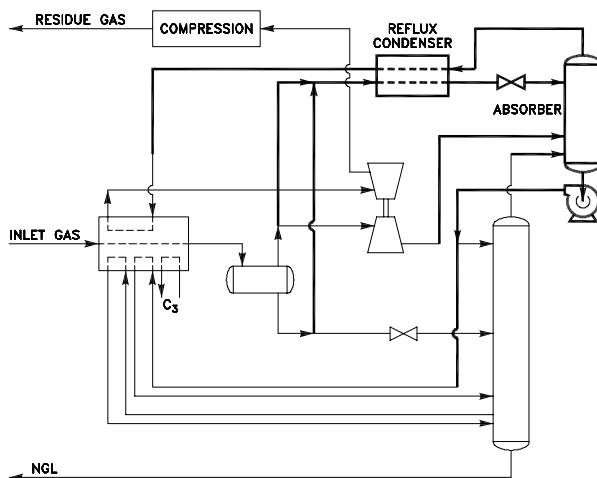 RESIDUE GAS
COMPRESSION
REFLUX
CONDENSER
ABSORBER
INLET GAS
C₃
NGL